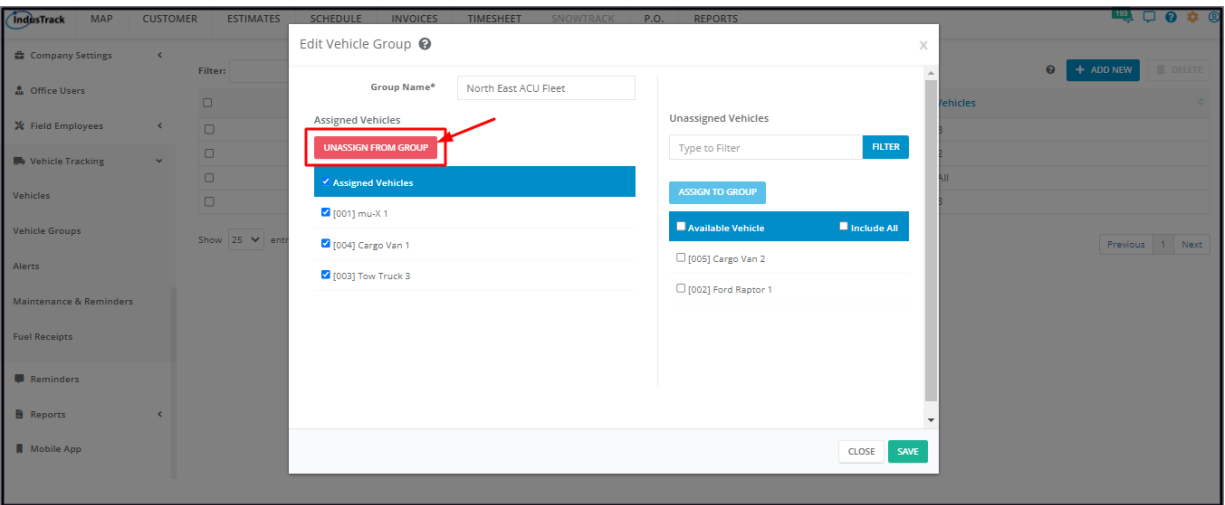 IndusTrack MAP CUSTOMER ESTIMATES SCHEDULE INVOICES TIMESHEET SNOWTRACK P.O. REPORTS 193
Edit Vehicle Group
X
Company Settings
Office Users
Field Employees
Vehicle Tracking
Vehicles
Vehicle Groups
Alerts
Maintenance & Reminders
Fuel Receipts
Reminders
Reports
Mobile App
Filter:
Show 25 entr
Group Name* North East ACU Fleet
Assigned Vehicles
UNASSIGN FROM GROUP
Assigned Vehicles
[001] mu-X 1
[004] Cargo Van 1
[003] Tow Truck 3
Unassigned Vehicles
Type to Filter FILTER
ASSIGN TO GROUP
Available Vehicle Include All
[005] Cargo Van 2
[002] Ford Raptor 1
CLOSE SAVE
+ ADD NEW DELETE
Vehicles
3
2
All
3
Previous 1 Next